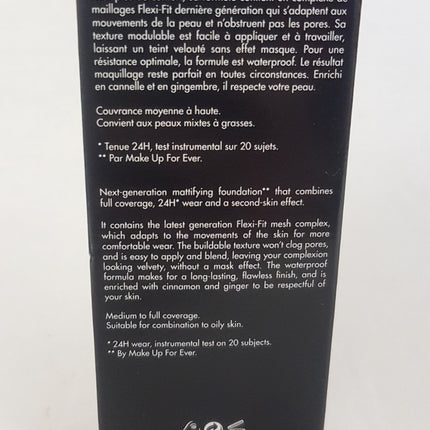 maillages Flexi-Fit dernière génération qui s'adaptent aux
mouvements de la peau et n'obstruent pas les pores. Sa
texture modulable est facile à appliquer et à travailler,
laissant un teint velouté sans effet masque. Pour une
résistance optimale, la formule est waterproof. Le résultat
maquillage reste parfait en toutes circonstances. Enrichi
en cannelle et en gingembre, il respecte votre peau.
Couvrance moyenne à haute.
Convient aux peaux mixtes à grasses.
* Tenue 24H, test instrumental sur 20 sujets.
** Par Make Up For Ever.
Next-generation mattifying foundation** that combines
full coverage, 24H* wear and a second-skin effect.
It contains the latest generation Flexi-Fit mesh complex,
which adapts to the movements of the skin for more
comfortable wear. The buildable texture won't clog pores,
and is easy to apply and blend, leaving your complexion
looking velvety, without a mask effect. The waterproof
formula makes for a long-lasting, flawless finish, and is
enriched with cinnamon and ginger to be respectful of
your skin.
Medium to full coverage.
Suitable for combination to oily skin.
* 24H wear, instrumental test on 20 subjects.
** By Make Up For Ever.